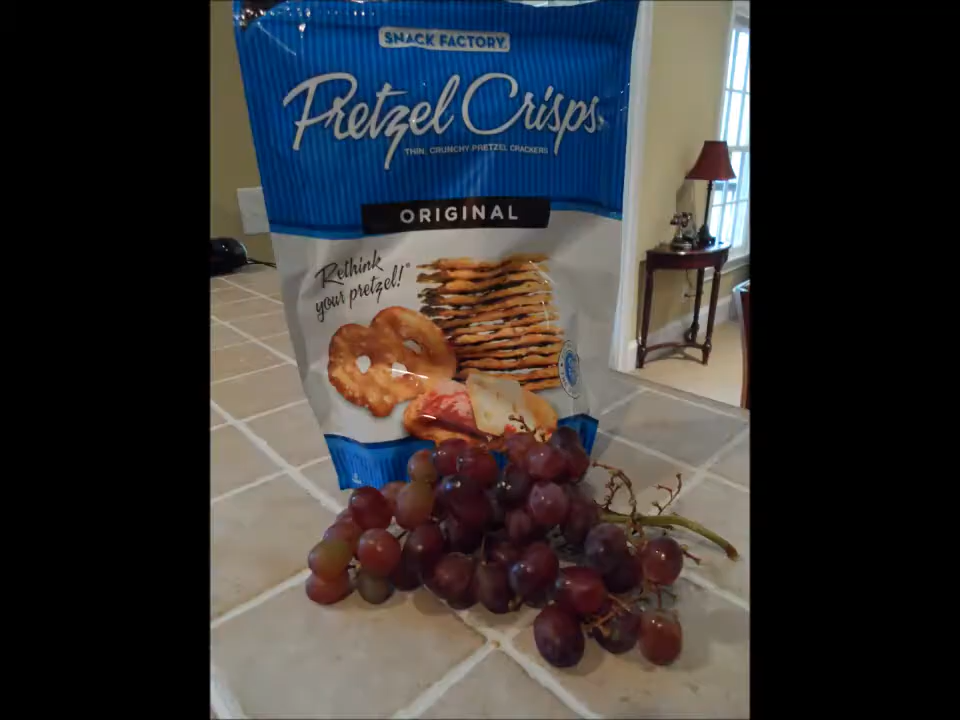 SNACK FACTORY
Pretzel Crisps
THIN, CRUNCHY PRETZEL CRACKERS
ORIGINAL
Rethink
your pretzel!®